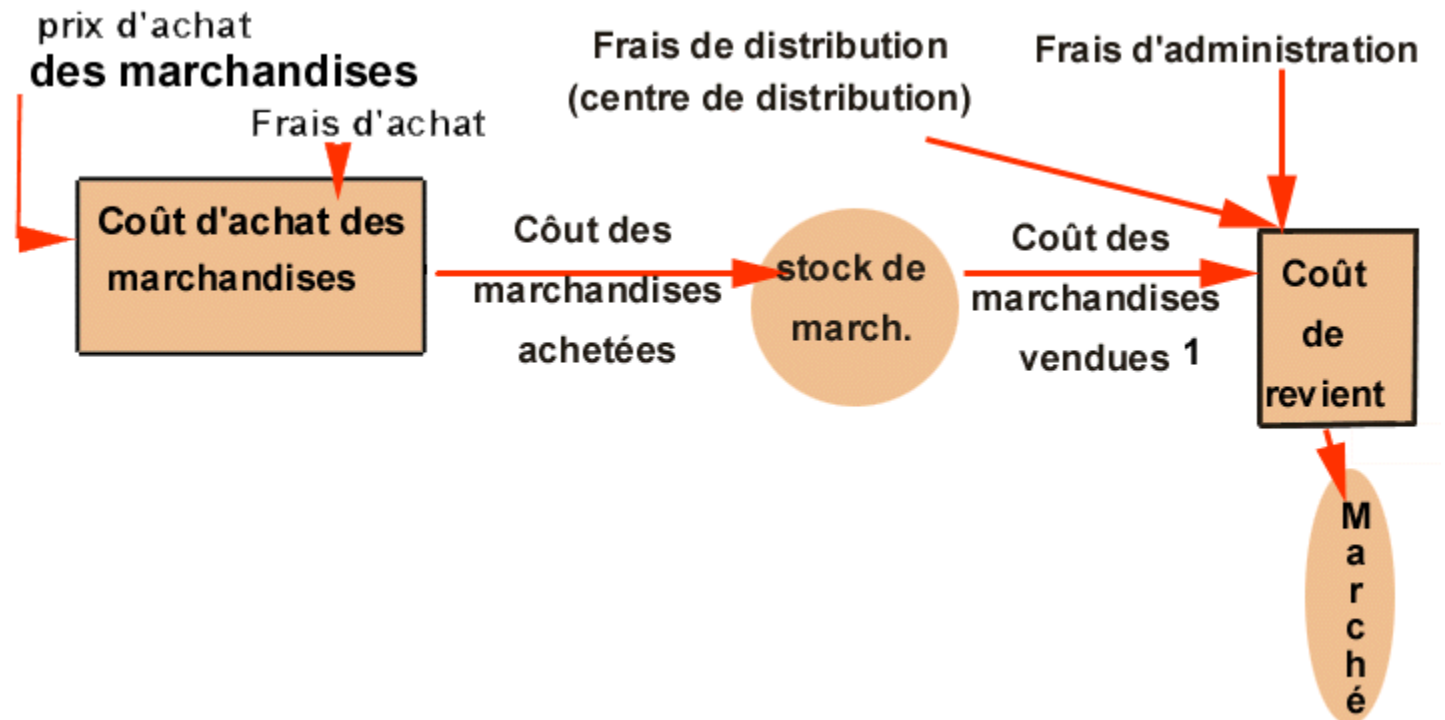 prix d'achat
des marchandises
Frais d'achat
Frais de distribution
(centre de distribution)
Frais d'administration
Coût d'achat des
marchandises
Côut des
marchandises
achetées
stock de
march.
Coût des
marchandises
vendues 1
Coût
de
revient
M
a
r
c
h
é